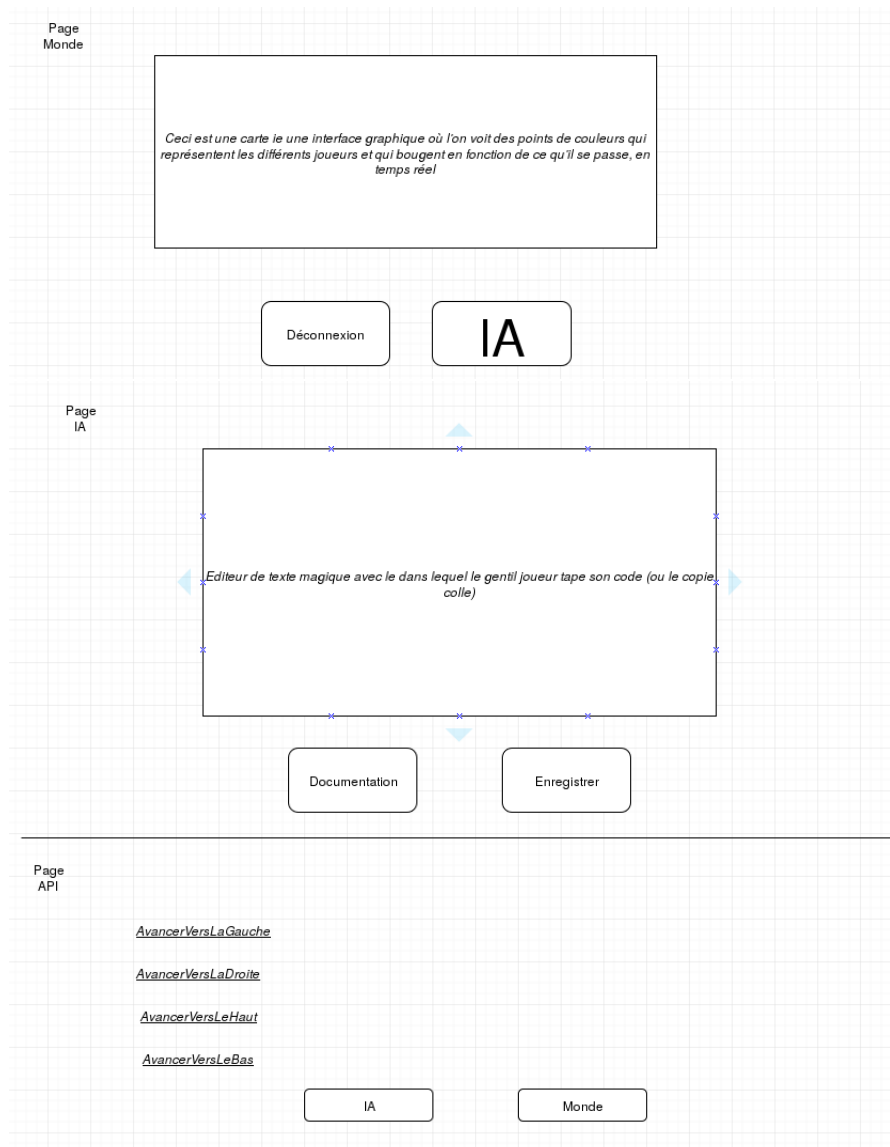 Page
Monde
Ceci est une carte ie une interface graphique où l'on voit des points de couleurs qui
représentent les différents joueurs et qui bougent en fonction de ce qu'il se passe, en
temps réel
Déconnexion
IA
Page
IA
Editeur de texte magique avec le dans lequel le gentil joueur tape son code (ou le copie
colle)
Documentation
Enregistrer
Page
API
AvancerVersLaGauche
AvancerVersLaDroite
AvancerVersLeHaut
AvancerVersLeBas
IA
Monde